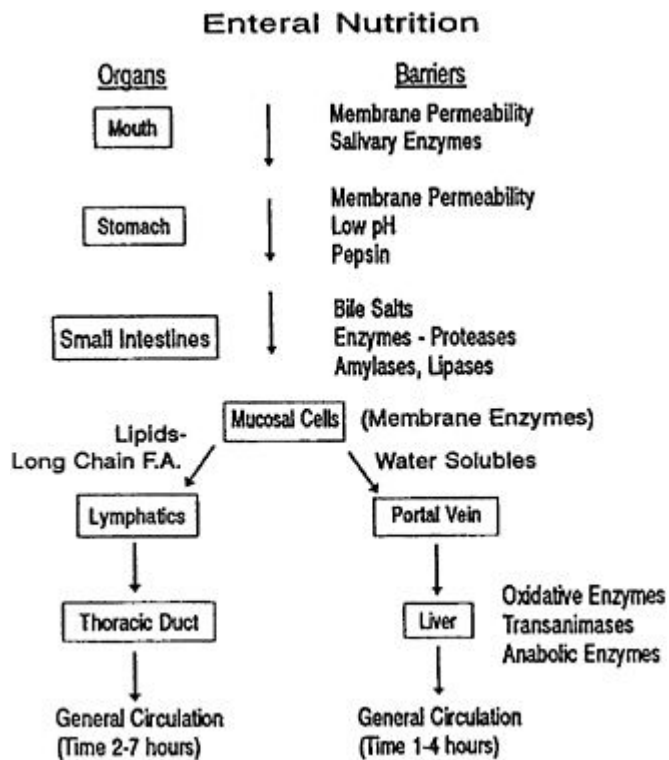 Enteral Nutrition
Organs
Barriers
Mouth
Membrane Permeability
Salivary Enzymes
Stomach
Membrane Permeability
Low pH
Pepsin
Small Intestines
Bile Salts
Enzymes - Proteases
Amylases, Lipases
Mucosal Cells (Membrane Enzymes)
Lipids-
Long Chain F.A.
Water Solubles
Lymphatics
Portal Vein
Thoracic Duct
Liver
Oxidative Enzymes
Transanimases
Anabolic Enzymes
General Circulation
(Time 2-7 hours)
General Circulation
(Time 1-4 hours)